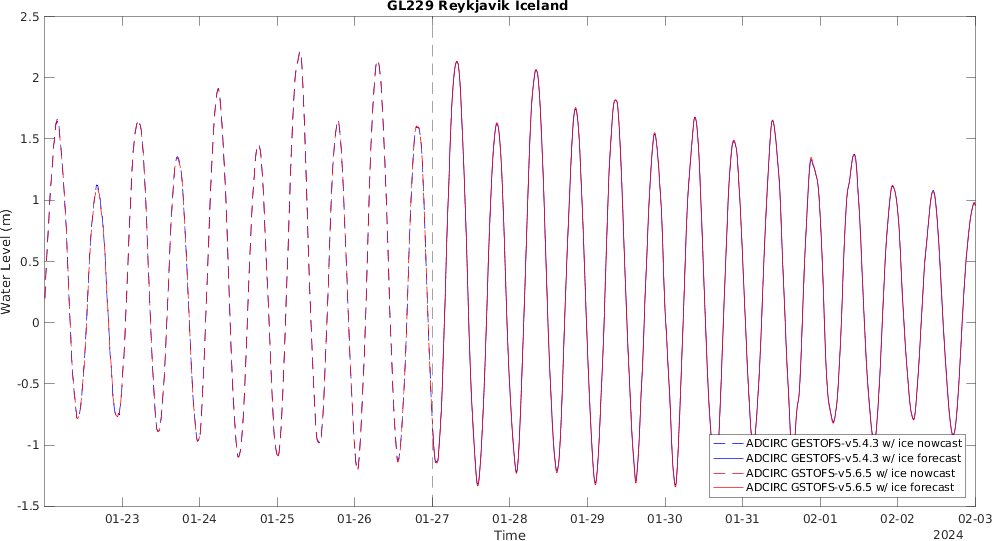 GL229 Reykjavik Iceland
2.5
2
1.5
1
0.5
0
-0.5
-1
-1.5
Water Level (m)
ADCIRC GESTOFS-v5.4.3 w/ ice nowcast
ADCIRC GESTOFS-v5.4.3 w/ ice forecast
ADCIRC GSTOFS-v5.6.5 w/ ice nowcast
ADCIRC GSTOFS-v5.6.5 w/ ice forecast
01-23 01-24 01-25 01-26 01-27 01-28 01-29 01-30 01-31 02-01 02-02 02-03
Time
2024